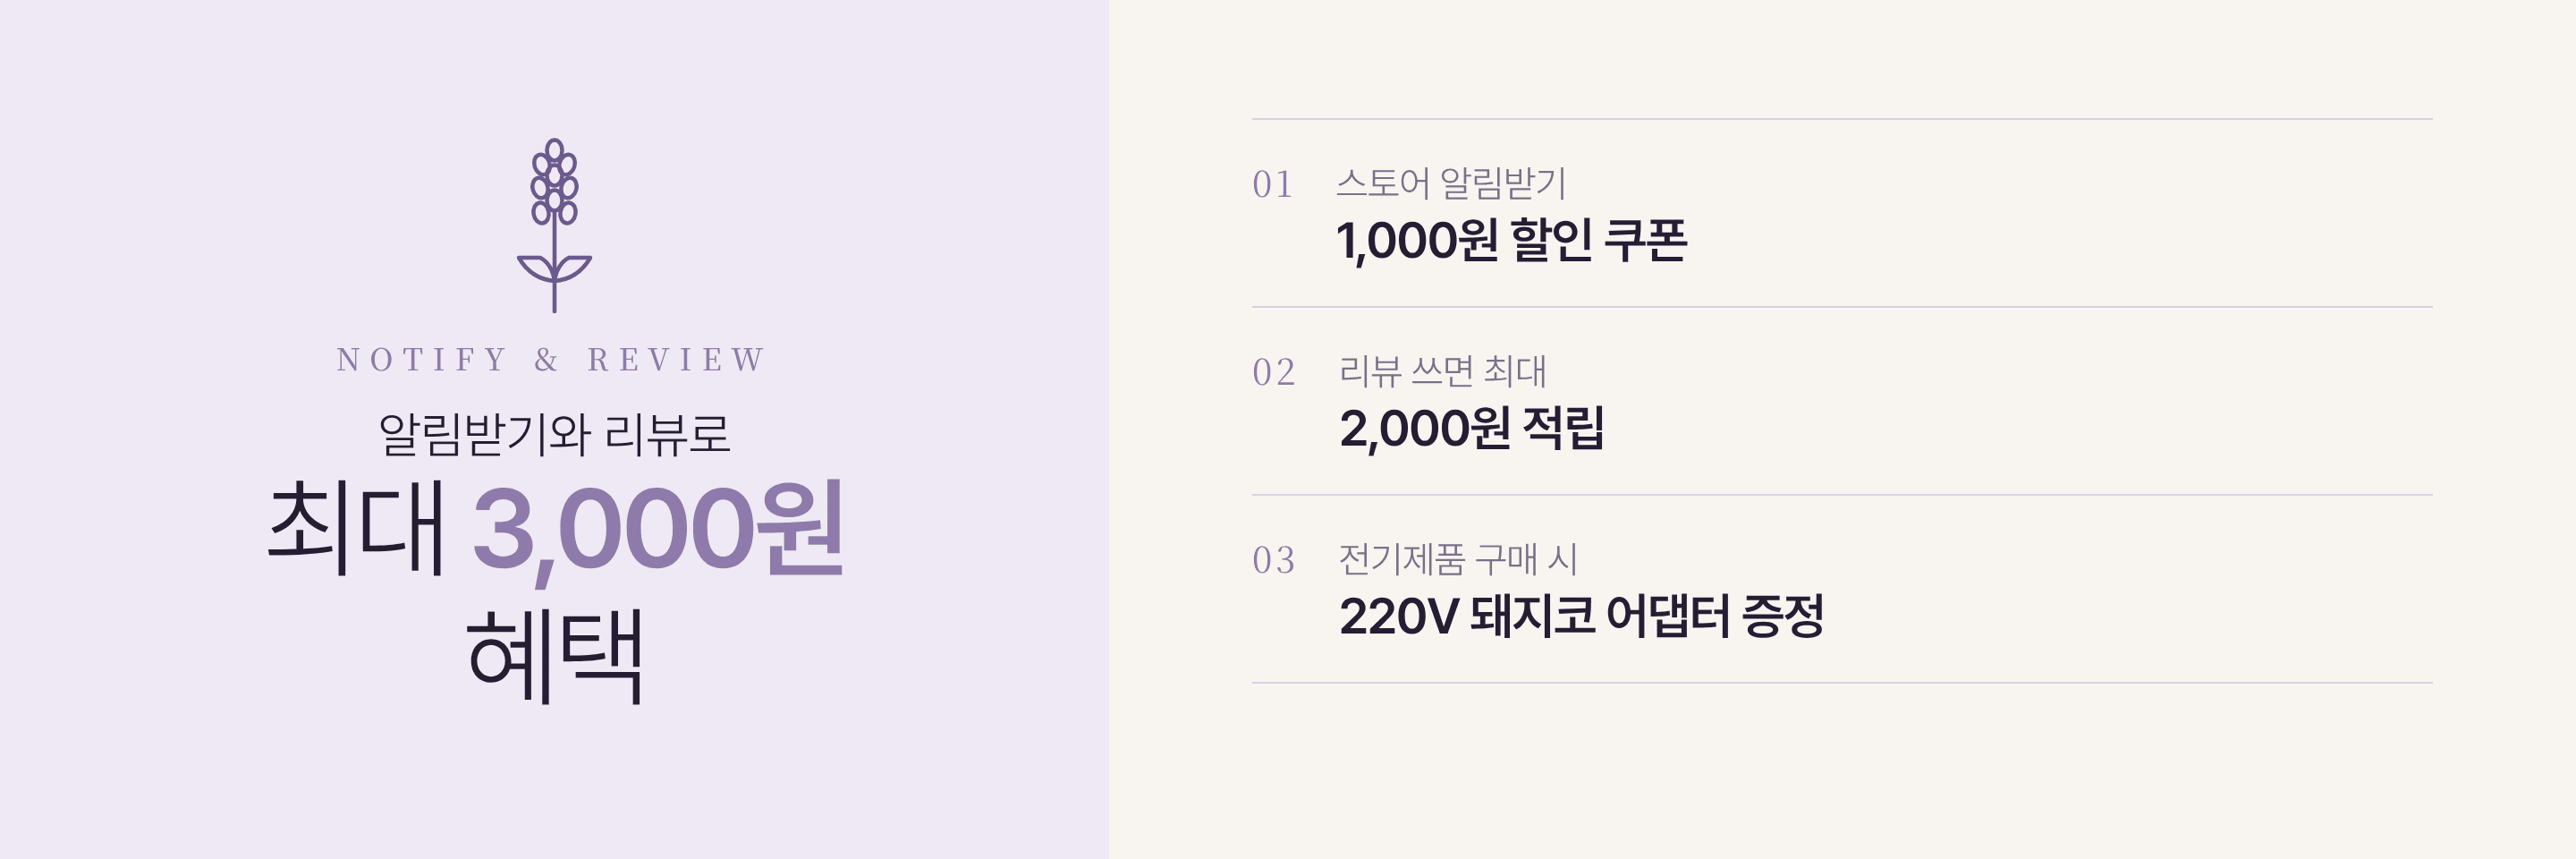 NOTIFY & REVIEW
알림받기와 리뷰로
최대 3,000원
혜택
01 스토어 알림받기
1,000원 할인 쿠폰
02 리뷰 쓰면 최대
2,000원 적립
03 전기제품 구매 시
220V 돼지코 어댑터 증정